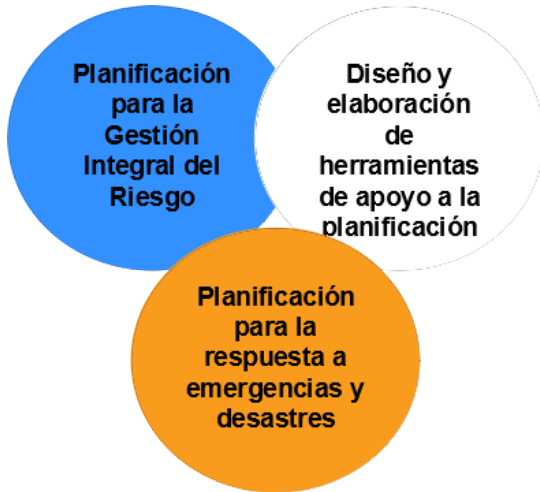 Planificación
para la
Gestión
Integral del
Riesgo
Diseño y
elaboración
de
herramientas
de apoyo a la
planificación
Planificación
para la
respuesta a
emergencias y
desastres